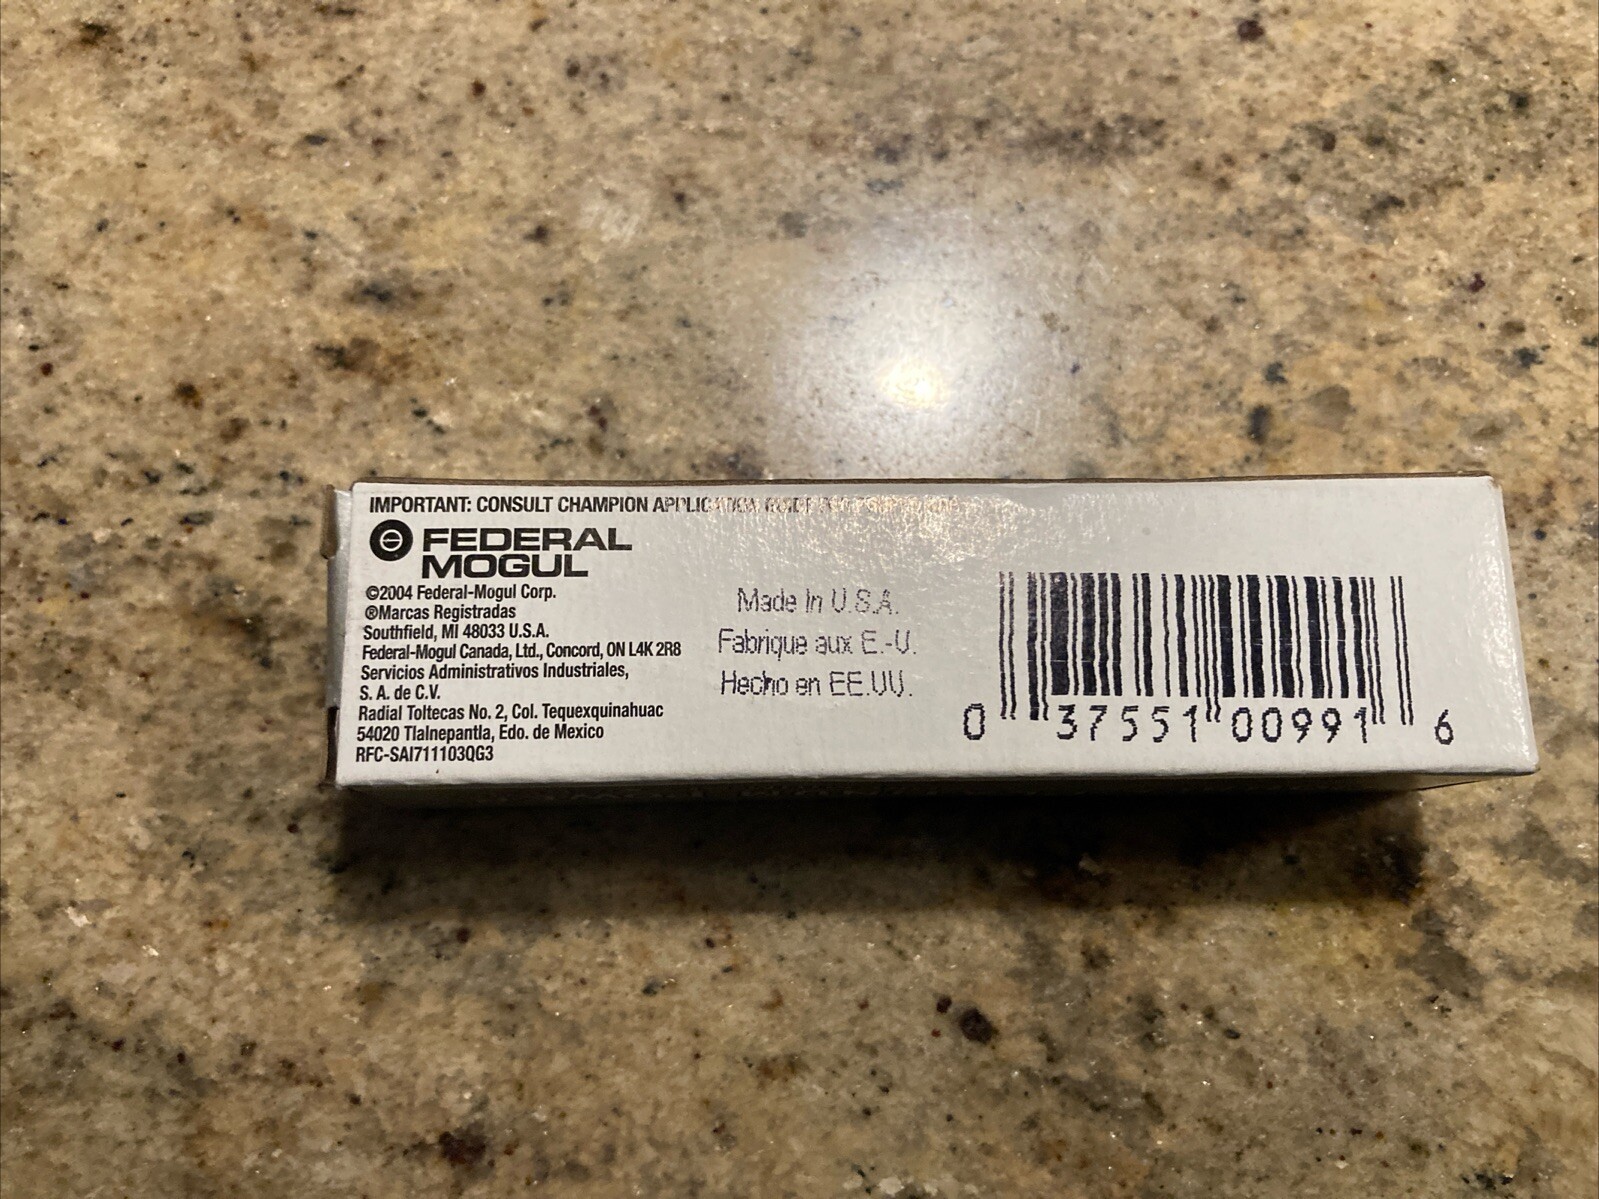 IMPORTANT: CONSULT CHAMPION APPLICATION GUIDE
FEDERAL
MOGUL
©2004 Federal-Mogul Corp.
®Marcas Registradas
Southfield, MI 48033 U.S.A.
Federal-Mogul Canada, Ltd., Concord, ON L4K 2R8
Servicios Administrativos Industriales,
S. A. de C.V.
Radial Toltecas No. 2, Col. Tequexquinahuac
54020 Tlalnepantla, Edo. de Mexico
RFC-SAI711103QG3
Made In U.S.A.
Fabrique aux E.-U.
Hecho en EE.UU.
0 37551 00991 6